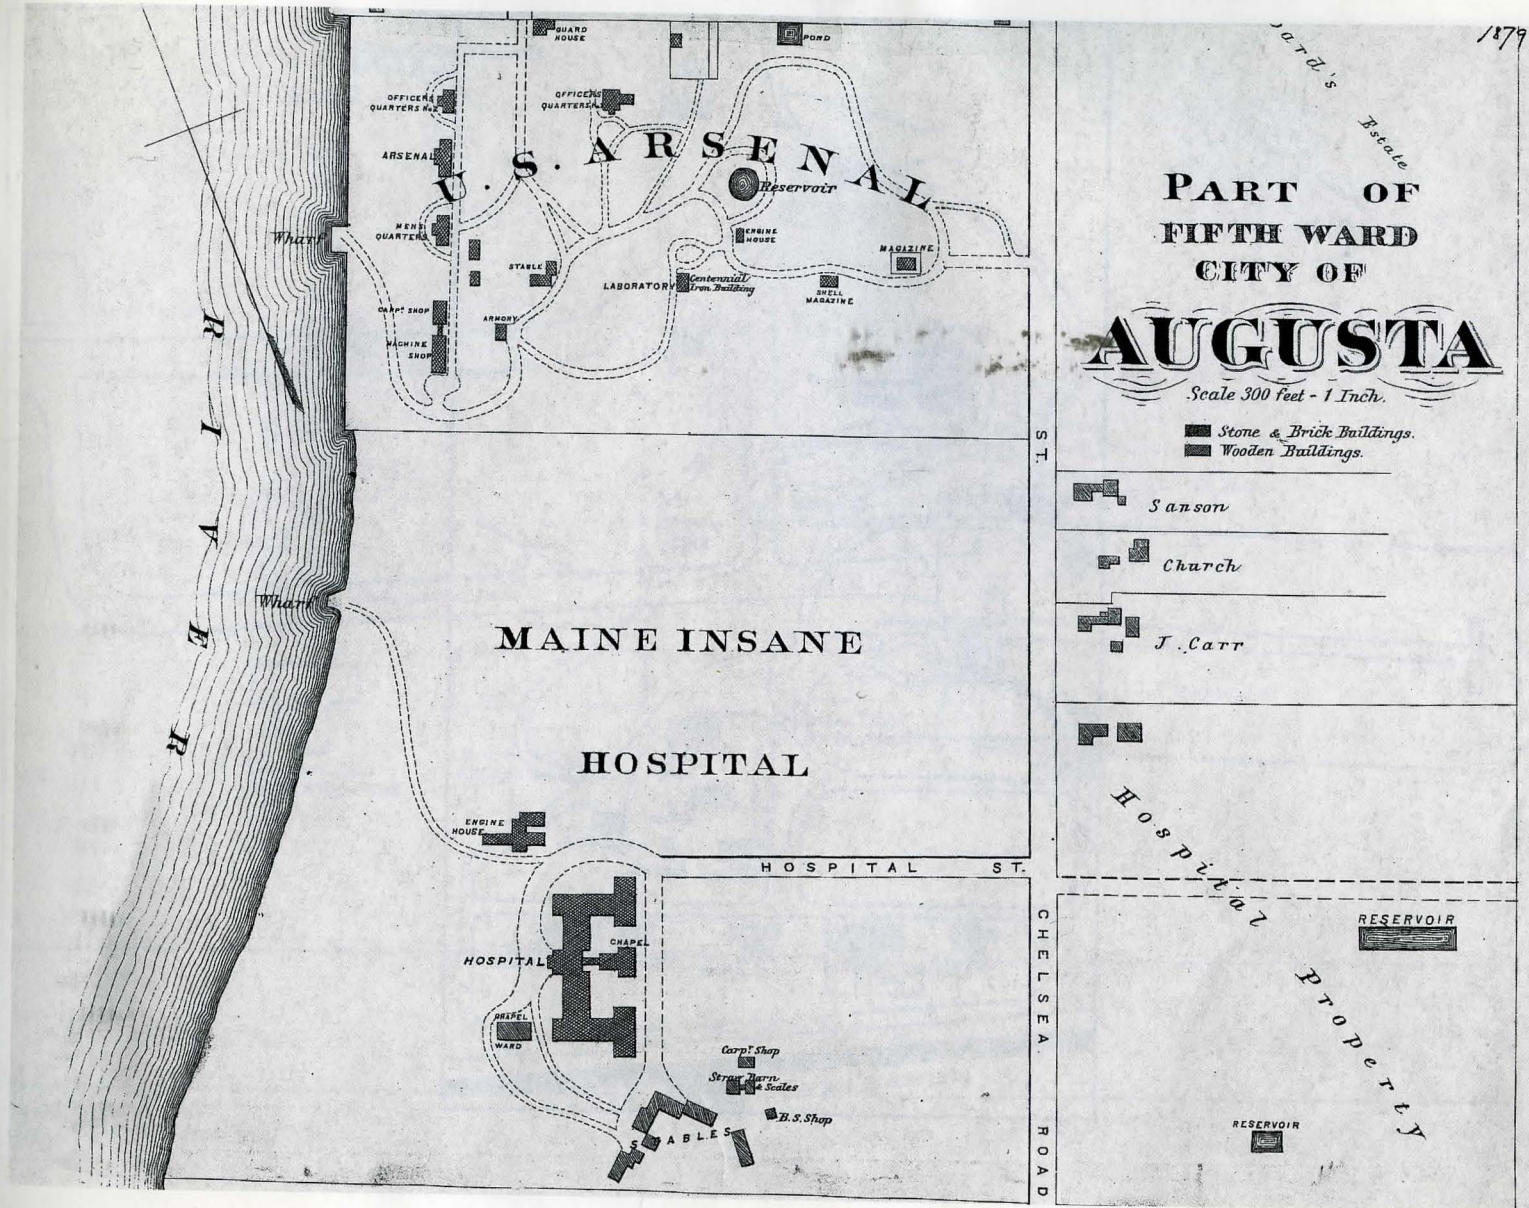 1879
GUARD
HOUSE
POND
ard's
Estate
OFFICERS
QUARTERS No 2
OFFICERS
QUARTERS
ARSENAL
U. S. ARSENAL
Reservoir
PART OF
FIFTH WARD
CITY OF
AUGUSTA
Scale 300 feet - 1 Inch.
Stone & Brick Buildings.
Wooden Buildings.
Wharf
MENS
QUARTERS
ENGINE
HOUSE
MAGAZINE
STABLE
LABORATORY
Centennial
Iron Building
SHELL
MAGAZINE
CARPR. SHOP
ARMORY
MACHINE
SHOP
RIVER
ST.
Sanson
Church
J. Carr
Wharf
MAINE INSANE
HOSPITAL
ENGINE
HOUSE
HOSPITAL ST.
Hospital Property
CHELSEA ROAD
RESERVOIR
CHAPEL
HOSPITAL
CHAPEL
WARD
Carpr. Shop
Straw Barn
& Scales
B.S. Shop
STABLES
RESERVOIR